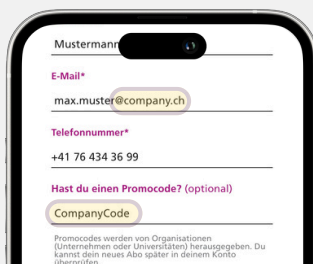 Mustermann
E-Mail*
max.muster@company.ch
Telefonnummer*
+41 76 434 36 99
Hast du einen Promocode? (optional)
CompanyCode
Promocodes werden von Organisationen
(Unternehmen oder Universitäten) herausgegeben. Du
kannst dein neues Abo später in deinem Konto
überprüfen.